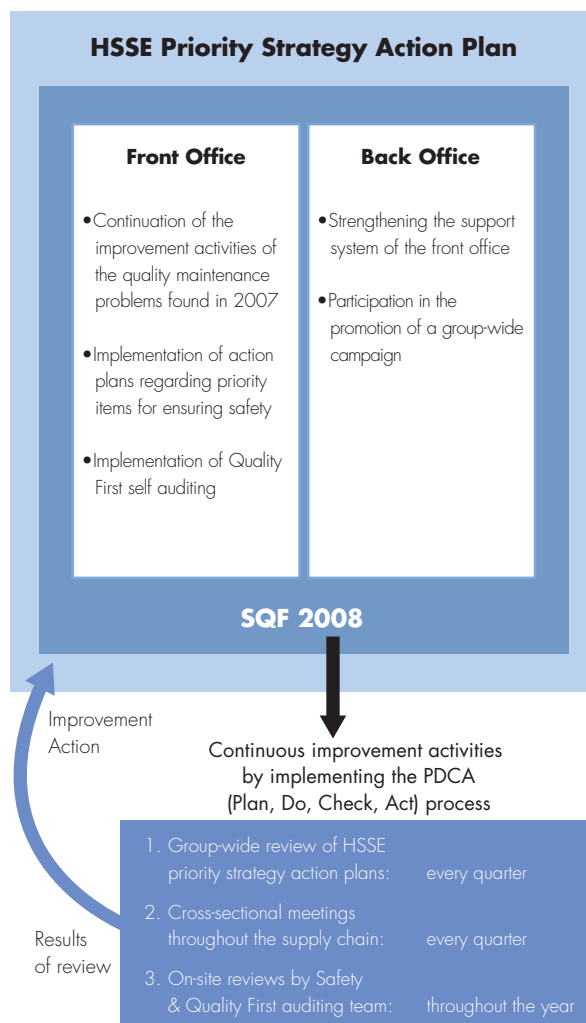 HSSE Priority Strategy Action Plan
Front Office
•Continuation of the
improvement activities of
the quality maintenance
problems found in 2007
•Implementation of action
plans regarding priority
items for ensuring safety
•Implementation of Quality
First self auditing
Back Office
•Strengthening the support
system of the front office
•Participation in the
promotion of a group-wide
campaign
SQF 2008
Improvement
Action
Continuous improvement activities
by implementing the PDCA
(Plan, Do, Check, Act) process
1. Group-wide review of HSSE
priority strategy action plans: every quarter
2. Cross-sectional meetings
throughout the supply chain: every quarter
3. On-site reviews by Safety
& Quality First auditing team: throughout the year
Results
of review